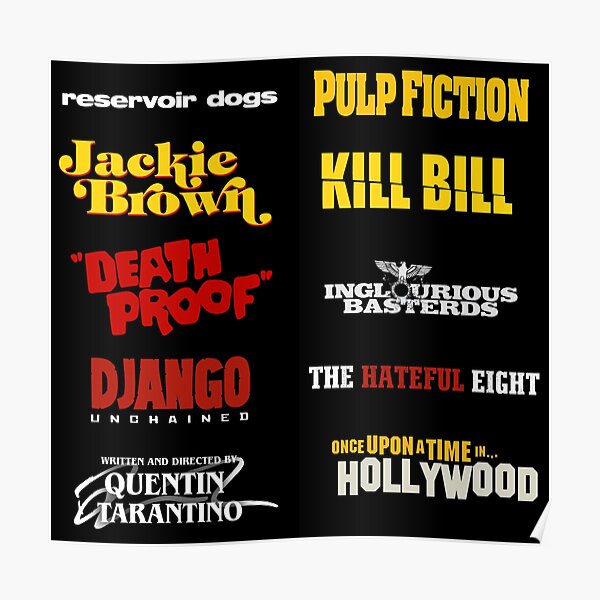 reservoir dogs
PULP FICTION
Jackie
Brown
KILL BILL
"DEATH
PROOF"
INGLOURIOUS
BASTERDS
DJANGO
UNCHAINED
THE HATEFUL EIGHT
WRITTEN AND DIRECTED BY
QUENTIN
TARANTINO
ONCE UPON A TIME IN...
HOLLYWOOD